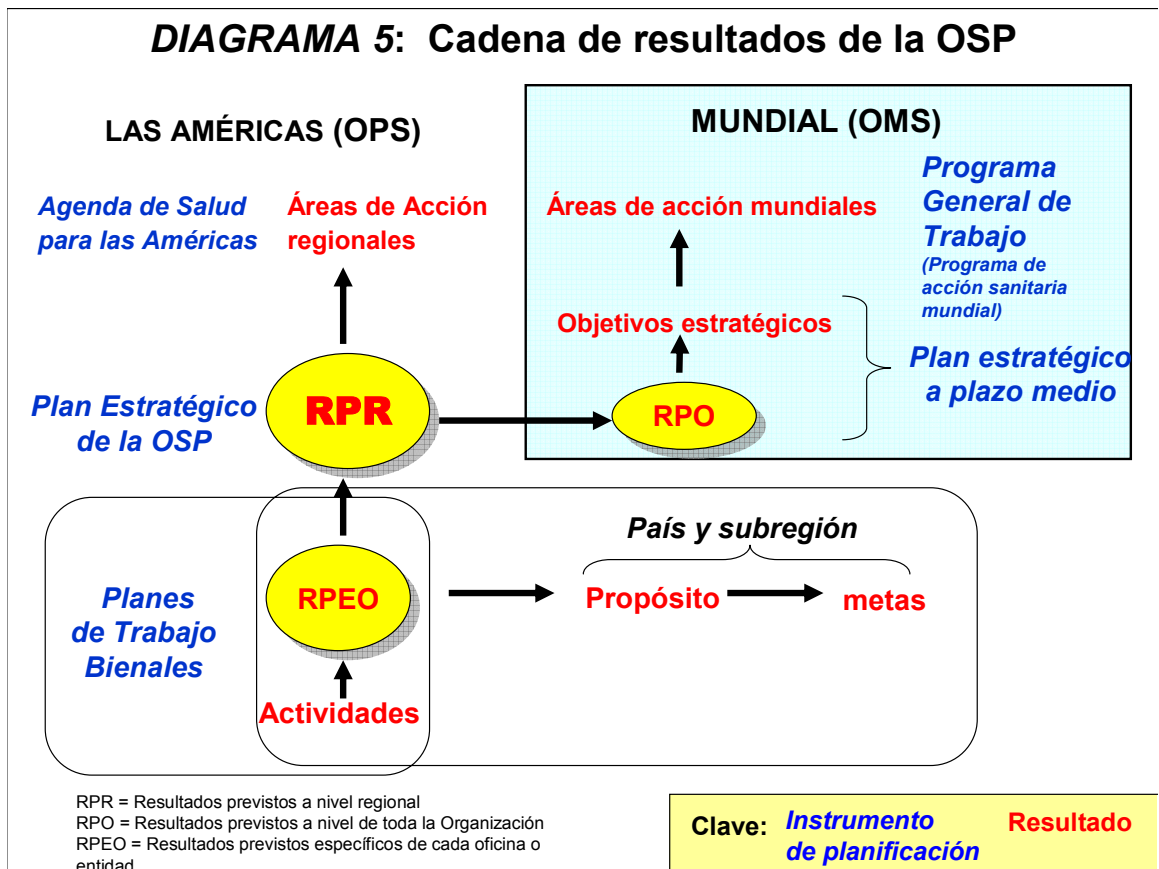 DIAGRAMA 5: Cadena de resultados de la OSP
LAS AMÉRICAS (OPS)
MUNDIAL (OMS)
Agenda de Salud
para las Américas
Áreas de Acción
regionales
Áreas de acción mundiales
Programa
General de
Trabajo
(Programa de
acción sanitaria
mundial)
Objetivos estratégicos
Plan estratégico
a plazo medio
Plan Estratégico
de la OSP
RPR
RPO
País y subregión
Planes
de Trabajo
Bienales
RPEO
Propósito
metas
Actividades
RPR = Resultados previstos a nivel regional
RPO = Resultados previstos a nivel de toda la Organización
RPEO = Resultados previstos específicos de cada oficina o
entidad
Clave:
Instrumento
de planificación
Resultado